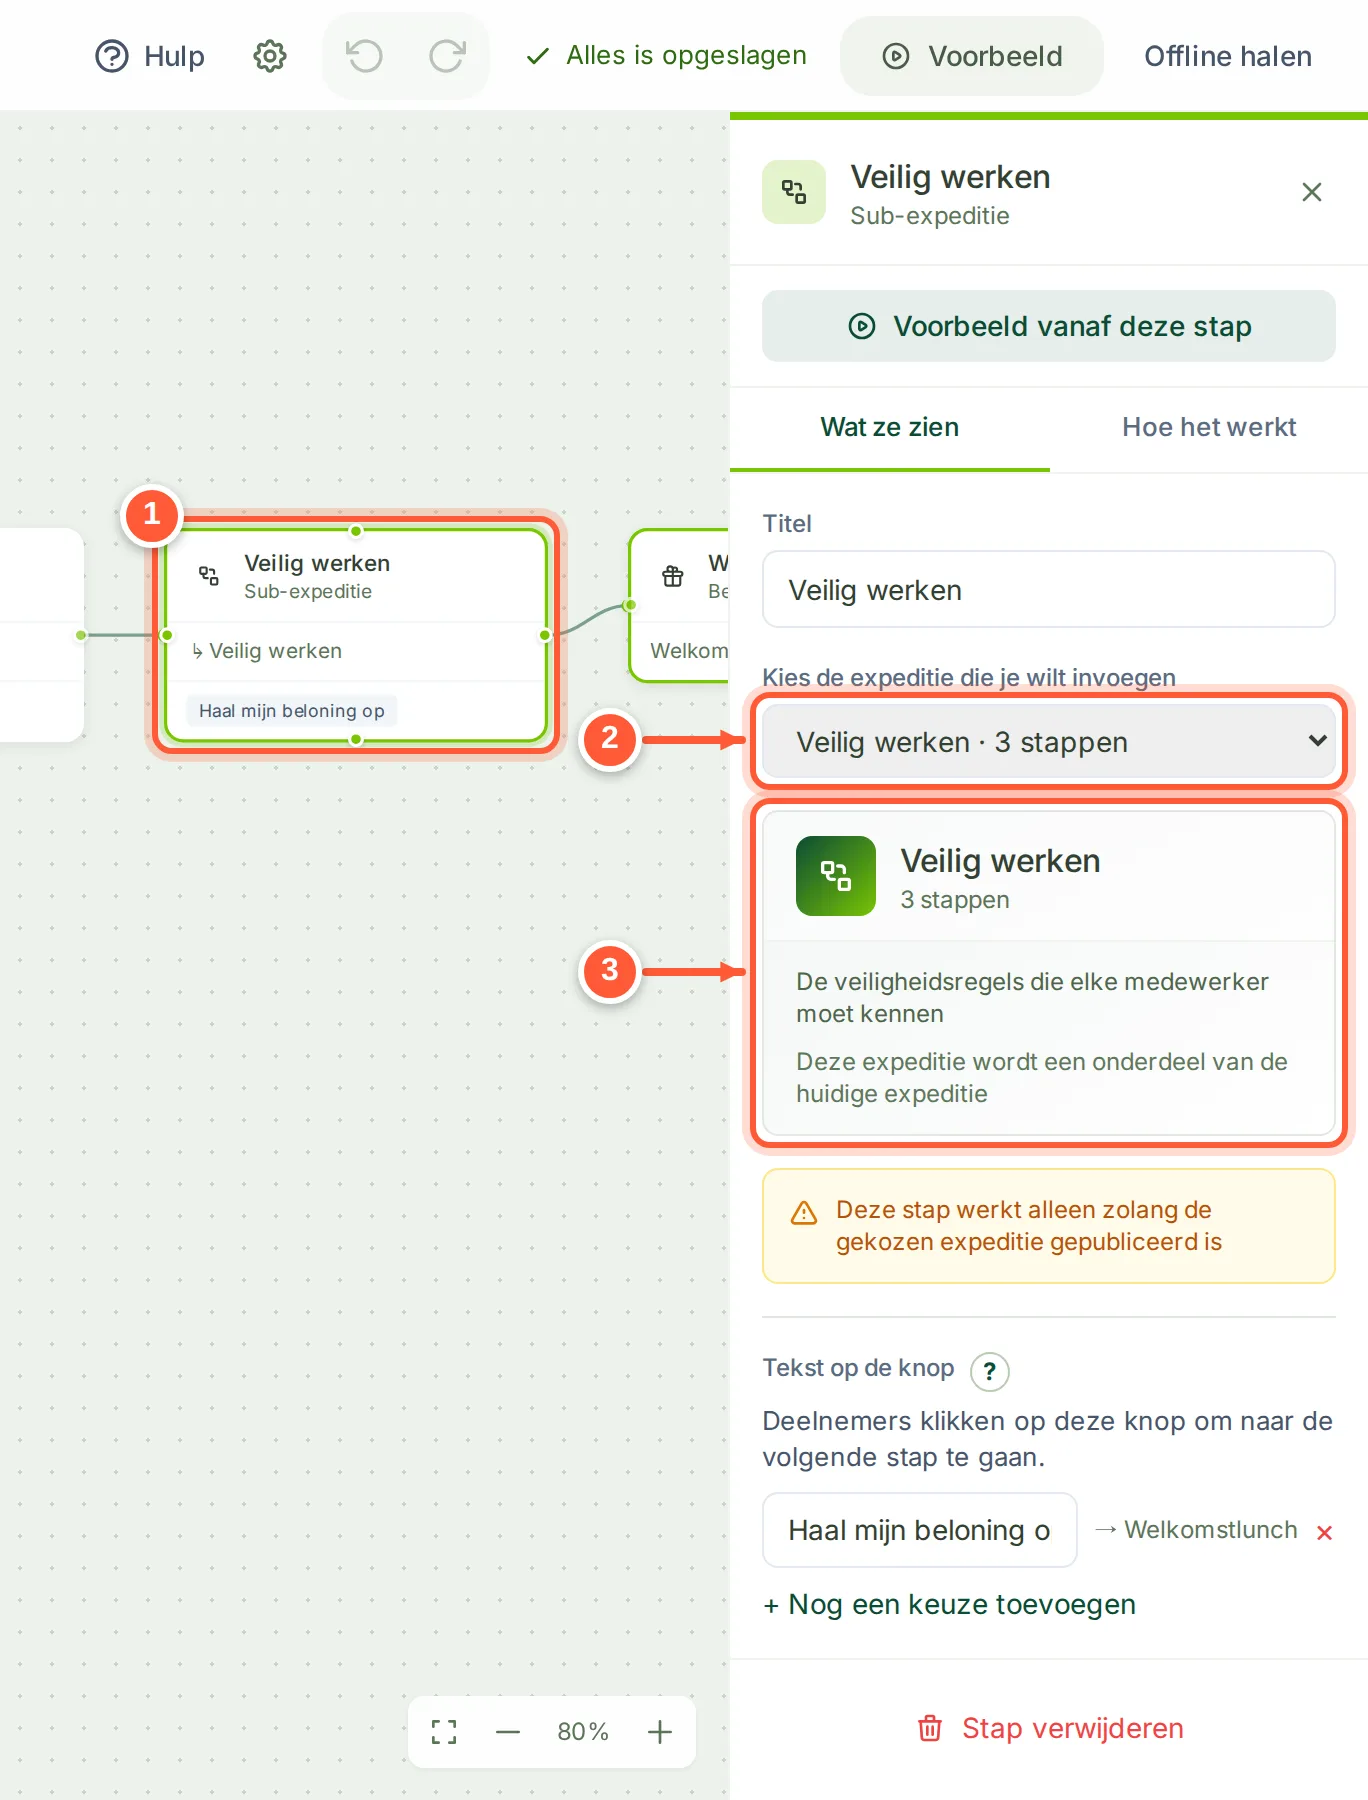 Hulp
Alles is opgeslagen
Voorbeeld
Offline halen
Veilig werken
Sub-expeditie
Voorbeeld vanaf deze stap
Wat ze zien
Hoe het werkt
Titel
Veilig werken
Kies de expeditie die je wilt invoegen
Veilig werken · 3 stappen
Veilig werken
3 stappen
De veiligheidsregels die elke medewerker
moet kennen
Deze expeditie wordt een onderdeel van de
huidige expeditie
Deze stap werkt alleen zolang de
gekozen expeditie gepubliceerd is
Tekst op de knop ?
Deelnemers klikken op deze knop om naar de
volgende stap te gaan.
Haal mijn beloning o
→ Welkomstlunch ×
+ Nog een keuze toevoegen
Stap verwijderen
1
Veilig werken
Sub-expeditie
↳ Veilig werken
Haal mijn beloning op
W
Be
Welkom
2
3
80%